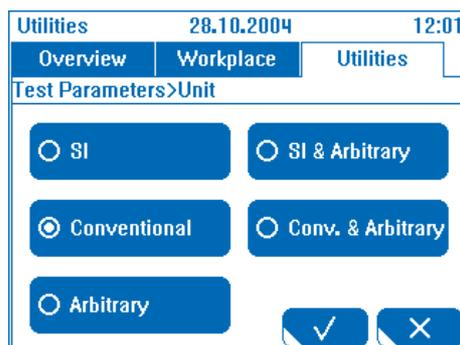 Utilities 28.10.2004 12:01
Overview Workplace Utilities
Test Parameters>Unit
SI SI & Arbitrary
Conventional Conv. & Arbitrary
Arbitrary